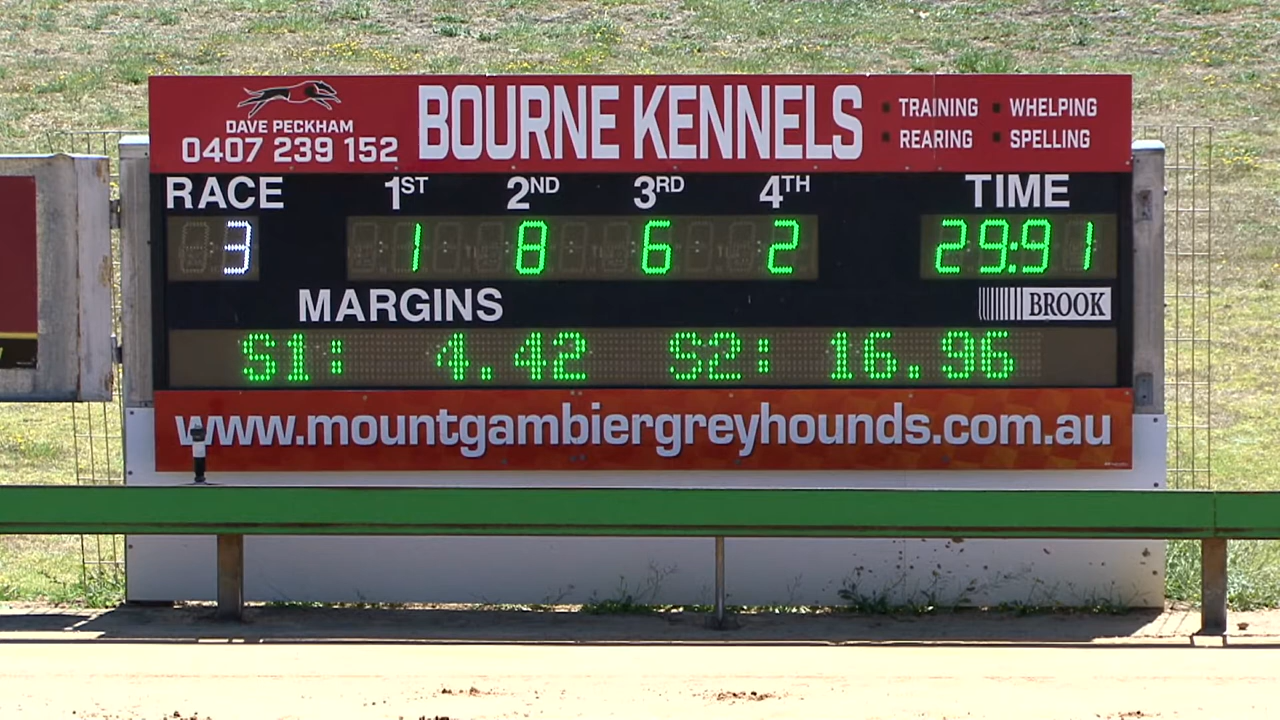 DAVE PECKHAM
0407 239 152
BOURNE KENNELS
TRAINING
WHELPING
REARING
SPELLING
RACE 1ST 2ND 3RD 4TH TIME
3 1 8 6 2 29:91
MARGINS
BROOK
S1: 4.42 S2: 16.96
www.mountgambiergreyhounds.com.au